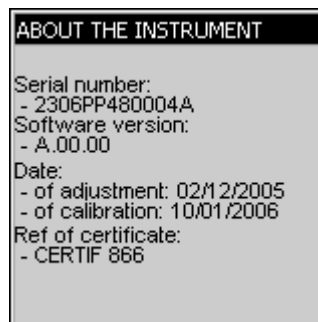 ABOUT THE INSTRUMENT
Serial number:
- 2306PP480004A
Software version:
- A.00.00
Date:
- of adjustment: 02/12/2005
- of calibration: 10/01/2006
Ref of certificate:
- CERTIF 866